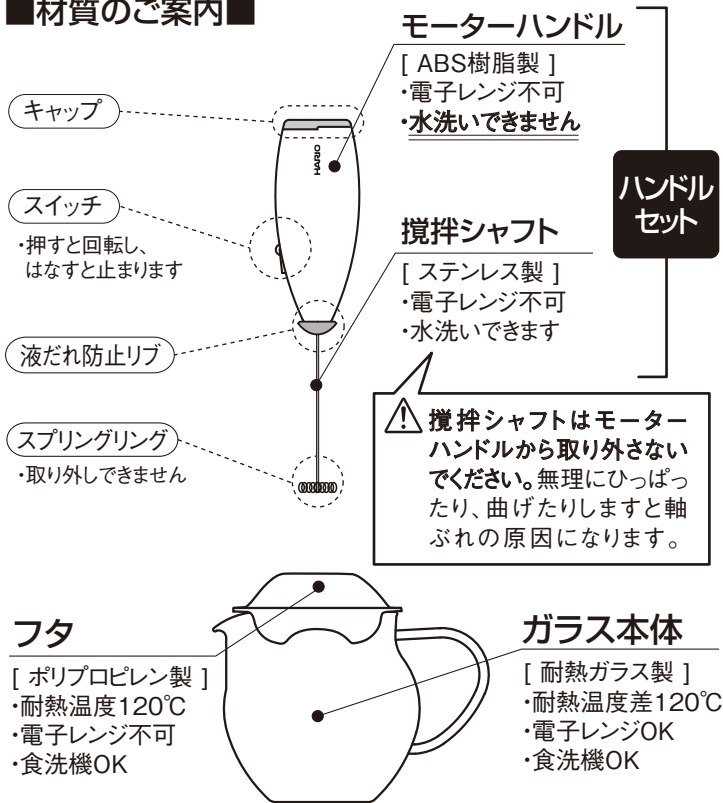 ■材質のご案内■
モーターハンドル
[ ABS樹脂製 ]
・電子レンジ不可
・水洗いできません
キャップ
HARIO
ハンドル
セット
スイッチ
・押すと回転し、
はなすと止まります
撹拌シャフト
[ ステンレス製 ]
・電子レンジ不可
・水洗いできます
液だれ防止リブ
スプリングリング
・取り外しできません
撹拌シャフトはモーター
ハンドルから取り外さない
でください。無理にひっぱっ
たり、曲げたりしますと軸
ぶれの原因になります。
フタ
[ ポリプロピレン製 ]
・耐熱温度120℃
・電子レンジ不可
・食洗機OK
ガラス本体
[ 耐熱ガラス製 ]
・耐熱温度差120℃
・電子レンジOK
・食洗機OK